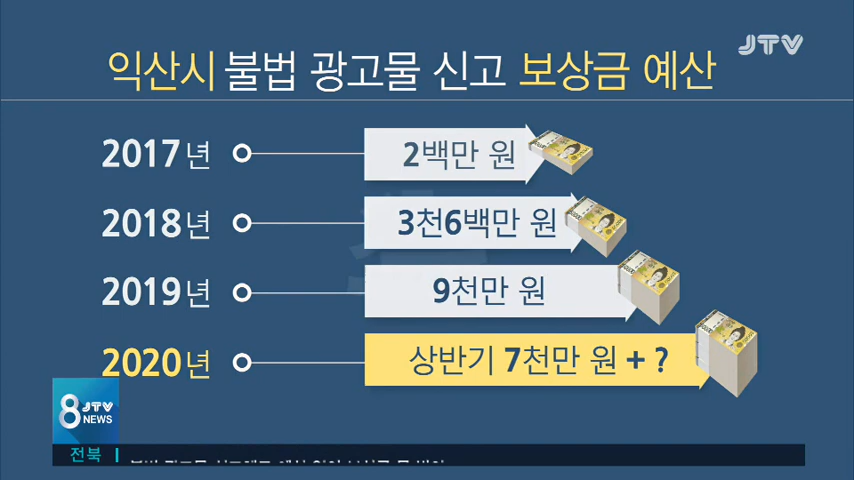 JTV
익산시 불법 광고물 신고 보상금 예산
2017년 2백만 원
2018년 3천6백만 원
2019년 9천만 원
2020년 상반기 7천만 원 + ?
8 JTV NEWS
전북